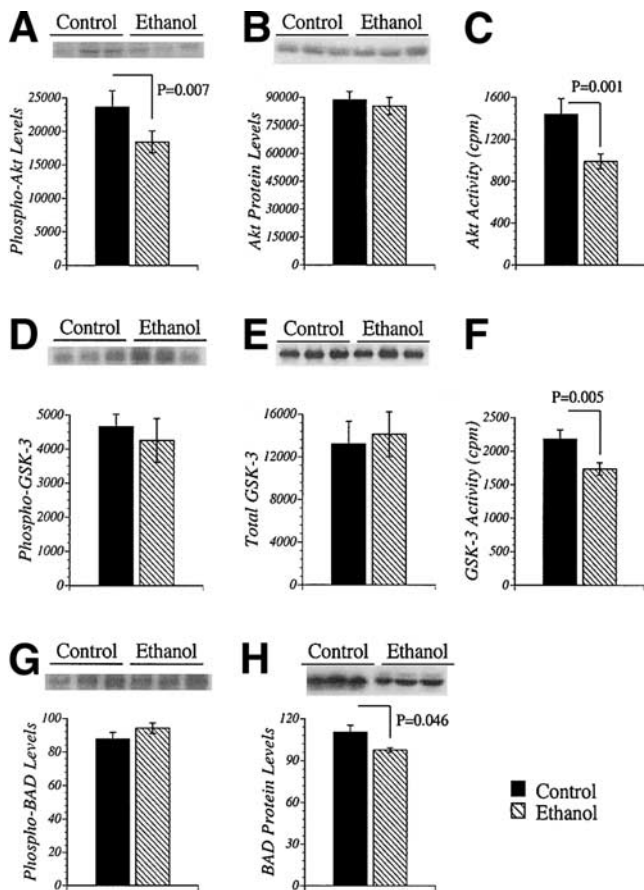 A
Control Ethanol
P=0.007
25000
20000
15000
10000
5000
0
Phospho-Akt Levels
B
Control Ethanol
90000
75000
60000
45000
30000
15000
0
Akt Protein Levels
C
P=0.001
1600
1200
800
400
0
Akt Activity (cpm)
D
Control Ethanol
5000
4000
3000
2000
1000
0
Phospho-GSK-3
E
Control Ethanol
16000
12000
8000
4000
0
Total GSK-3
F
P=0.005
2500
2000
1500
1000
500
0
GSK-3 Activity (cpm)
G
Control Ethanol
100
80
60
40
20
0
Phospho-BAD Levels
H
Control Ethanol
P=0.046
120
90
60
30
0
BAD Protein Levels
Control
Ethanol